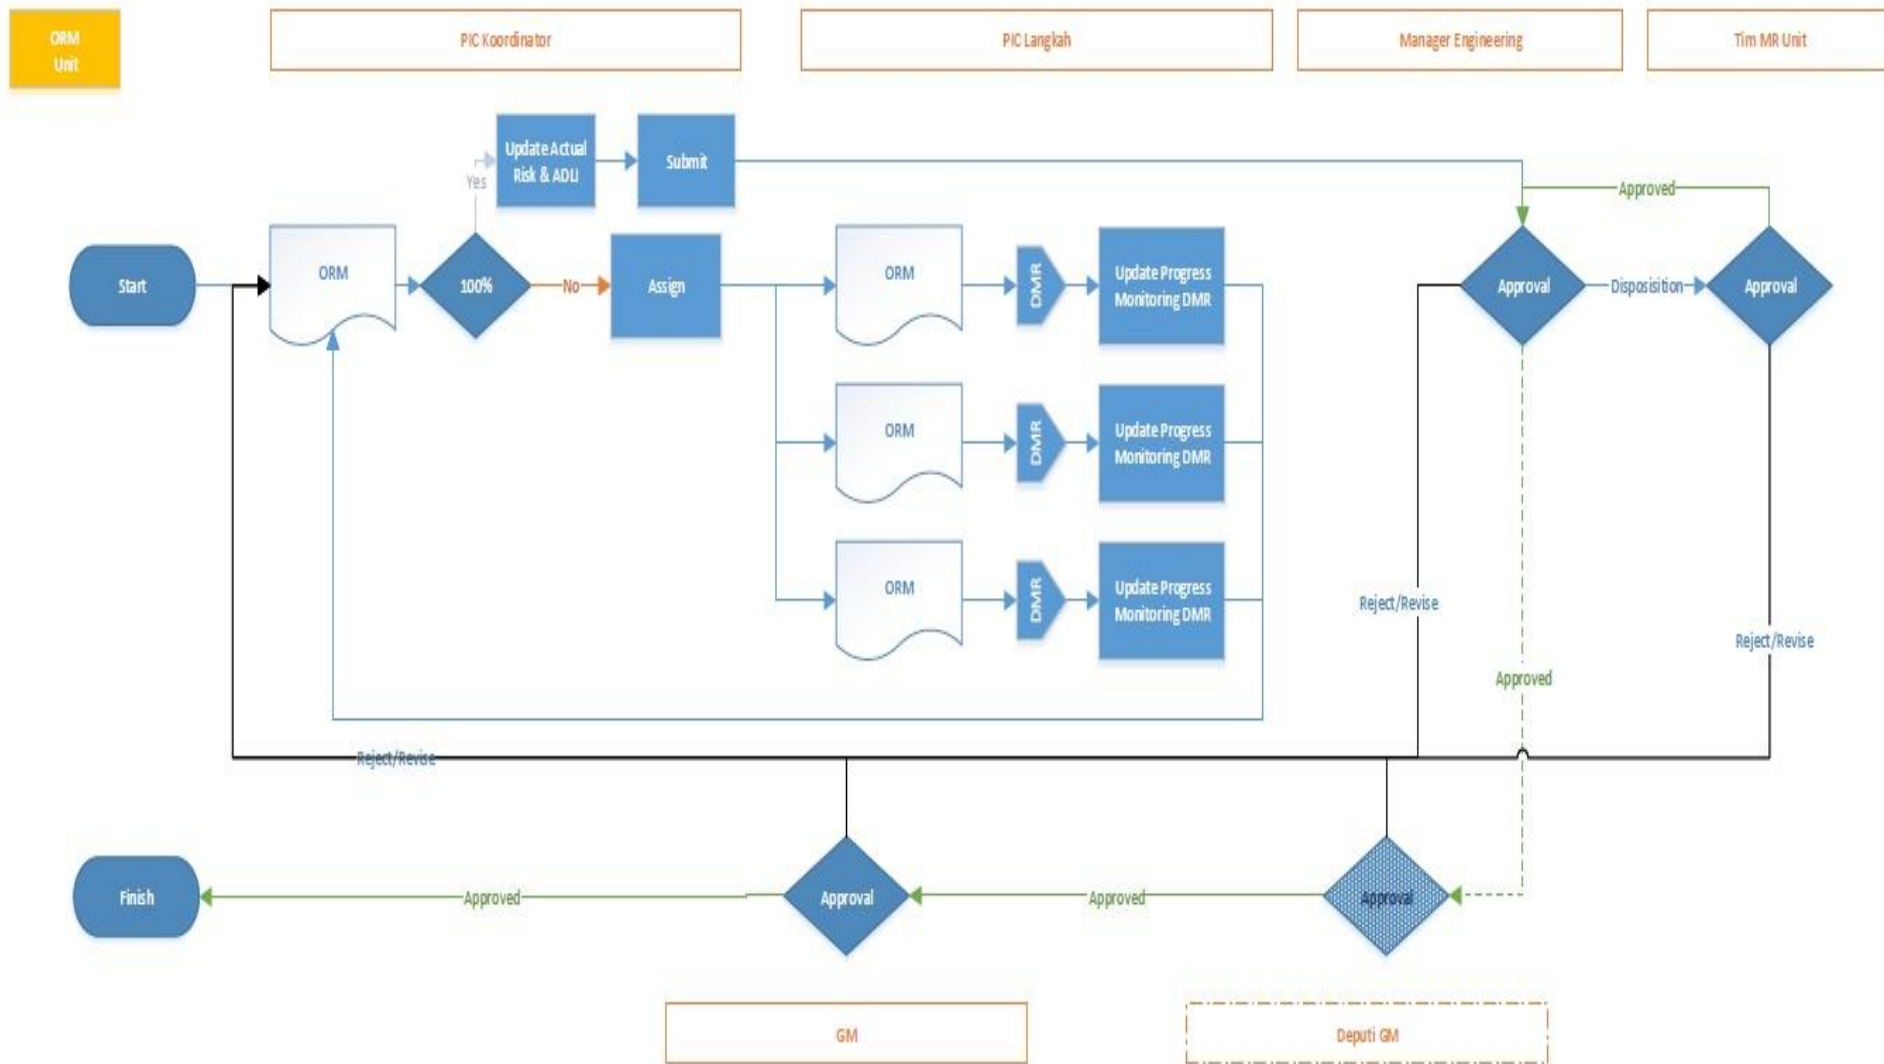 ORM
Unit
PIC Koordinator
PIC Langkah
Manager Engineering
Tim MR Unit
Update Actual
Risk & ADLI
Submit
Yes
Approved
Start
ORM
100%
No
Assign
ORM
DMR
Update Progress
Monitoring DMR
Approval
Disposisition
Approval
ORM
DMR
Update Progress
Monitoring DMR
ORM
DMR
Update Progress
Monitoring DMR
Reject/Revise
Reject/Revise
Approved
Reject/Revise
Finish
Approved
Approval
Approved
Approval
GM
Deputi GM